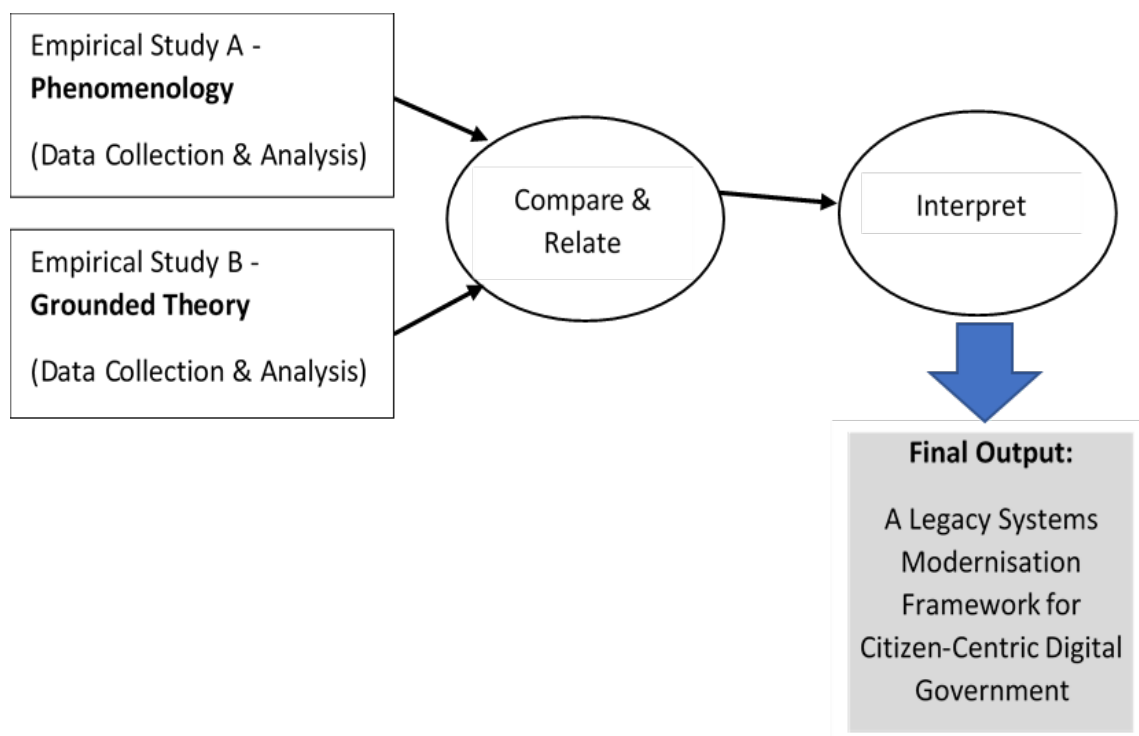 Empirical Study A -
Phenomenology
(Data Collection & Analysis)
Empirical Study B -
Grounded Theory
(Data Collection & Analysis)
Compare &
Relate
Interpret
Final Output:
A Legacy Systems
Modernisation
Framework for
Citizen-Centric Digital
Government